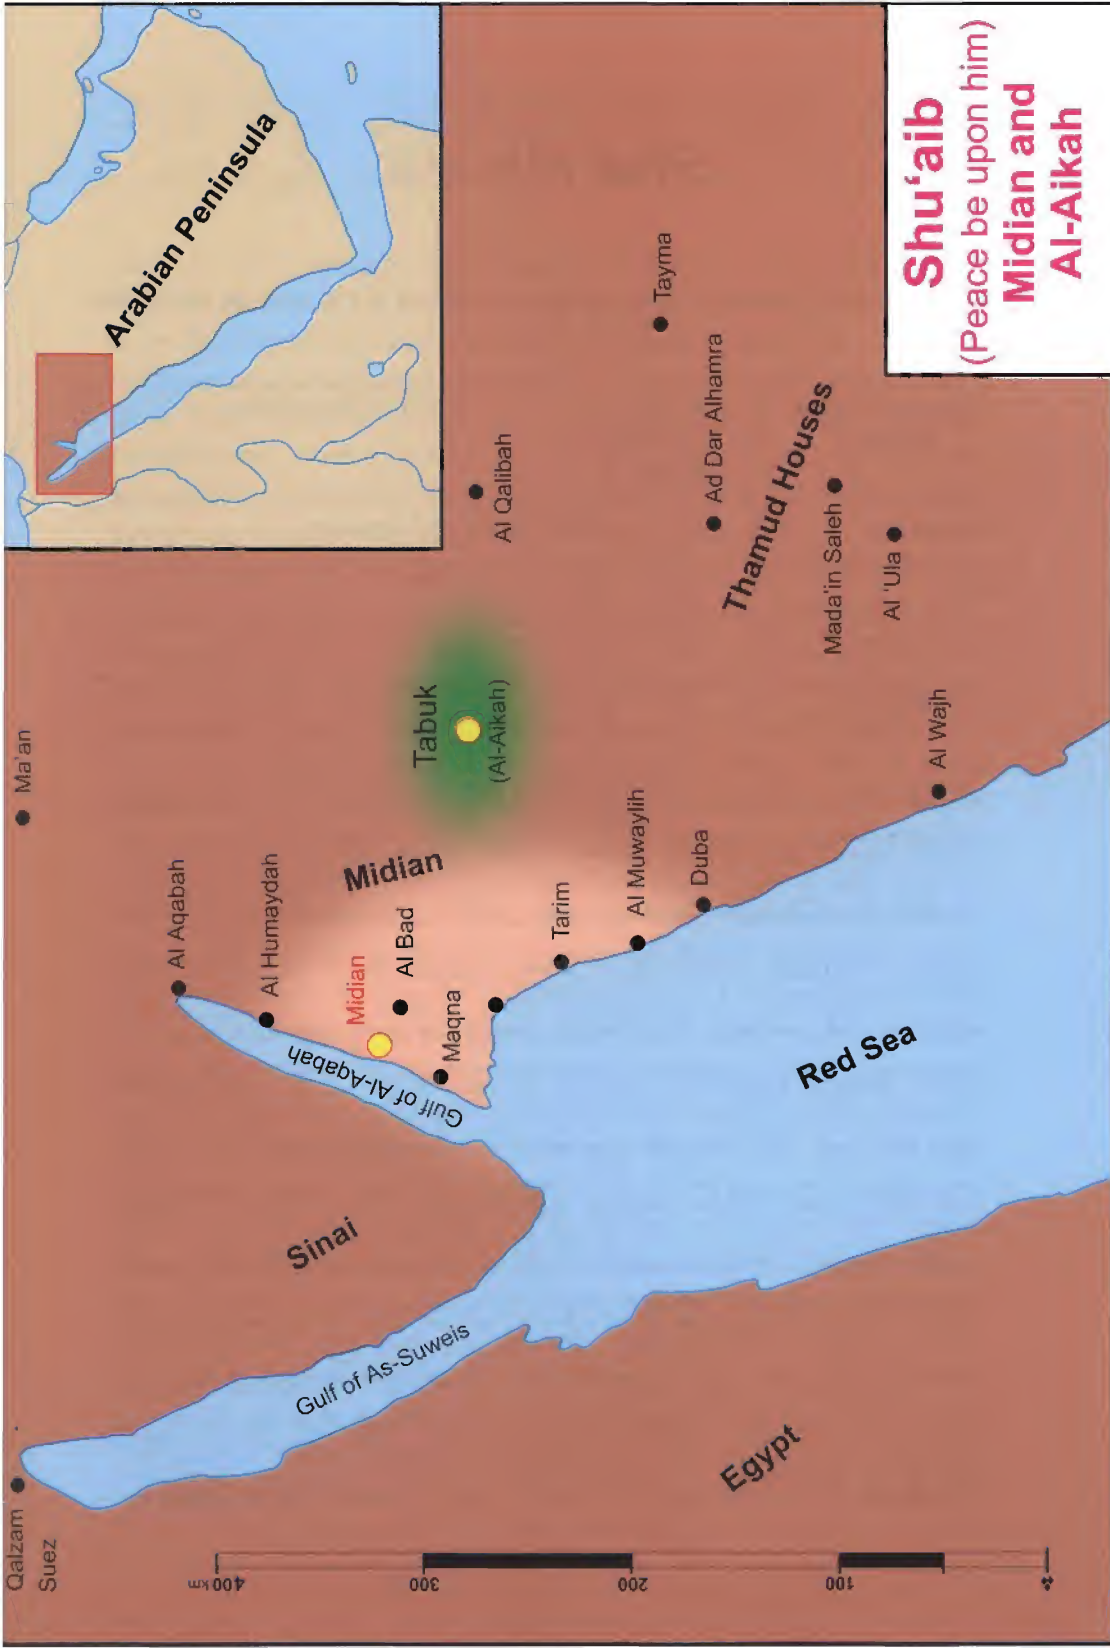 Shu‘aib
(Peace be upon him)
Midian and
Al-Aikah
Arabian Peninsula
Qalzam
Suez
Ma'an
Al Aqabah
Al Humaydah
Midian
Midian
Al Bad
Maqna
Gulf of Al-Aqabah
Sinai
Gulf of As-Suweis
Tabuk
(Al-Aikah)
Al Qalibah
Tayma
Ad Dar Alhamra
Thamud Houses
Mada'in Saleh
Al 'Ula
Tarim
Al Muwaylih
Duba
Al Wajh
Red Sea
Egypt
400 km
300
200
100